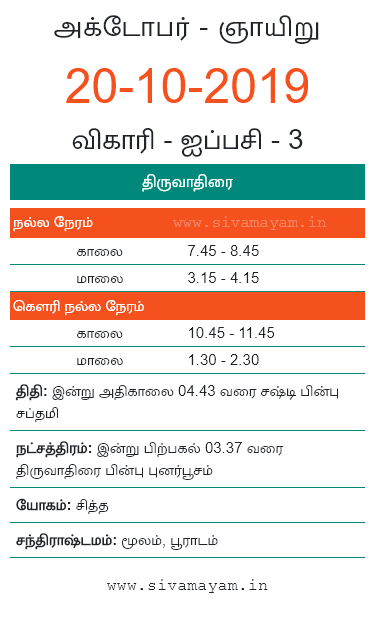 அக்டோபர் - ஞாயிறு
20-10-2019
விகாரி - ஐப்பசி - 3
திருவாதிரை
நல்ல நேரம் www.sivamayam.in
காலை 7.45 - 8.45
மாலை 3.15 - 4.15
கௌரி நல்ல நேரம்
காலை 10.45 - 11.45
மாலை 1.30 - 2.30
திதி: இன்று அதிகாலை 04.43 வரை சஷ்டி பின்பு
சப்தமி
நட்சத்திரம்: இன்று பிற்பகல் 03.37 வரை
திருவாதிரை பின்பு புனர்பூசம்
யோகம்: சித்த
சந்திராஷ்டமம்: மூலம், பூராடம்
www.sivamayam.in